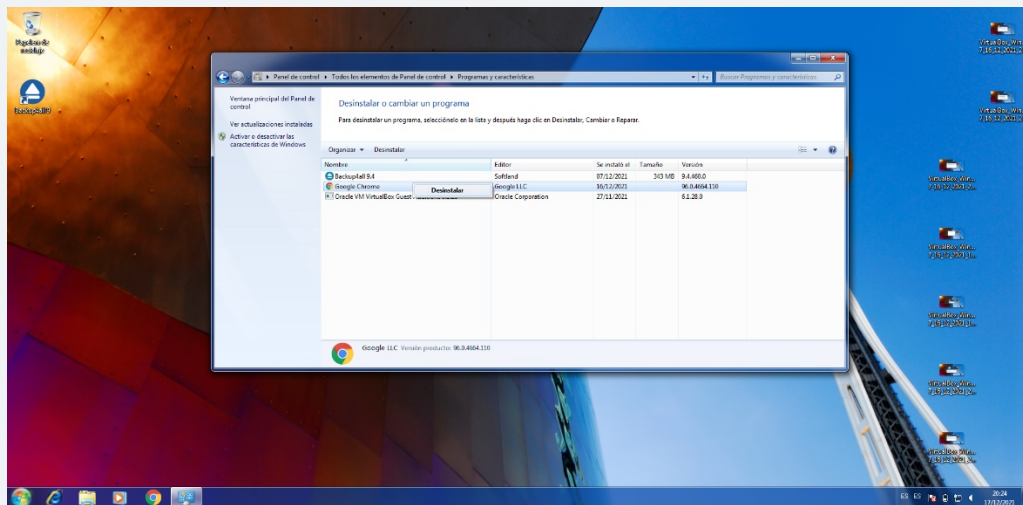 Panel de control ▸ Todos los elementos de Panel de control ▸ Programas y características
Buscar Programas y características
Ventana principal del Panel de control
Ver actualizaciones instaladas
Activar o desactivar las características de Windows
Desinstalar o cambiar un programa
Para desinstalar un programa, selecciónelo en la lista y después haga clic en Desinstalar, Cambiar o Reparar.
Organizar Desinstalar
Nombre Editor Se instaló el Tamaño Versión
Backup4all 9.4 Softland 07/12/2021 343 MB 9.4.468.0
Google Chrome Google LLC 16/12/2021 96.0.4664.110
Desinstalar
Oracle VM VirtualBox Guest Oracle Corporation 27/11/2021 6.1.28.0
Google LLC Versión producto: 96.0.4664.110
Papelera de reciclaje
Backup4all 9
ES ES
20:24
17/12/2021